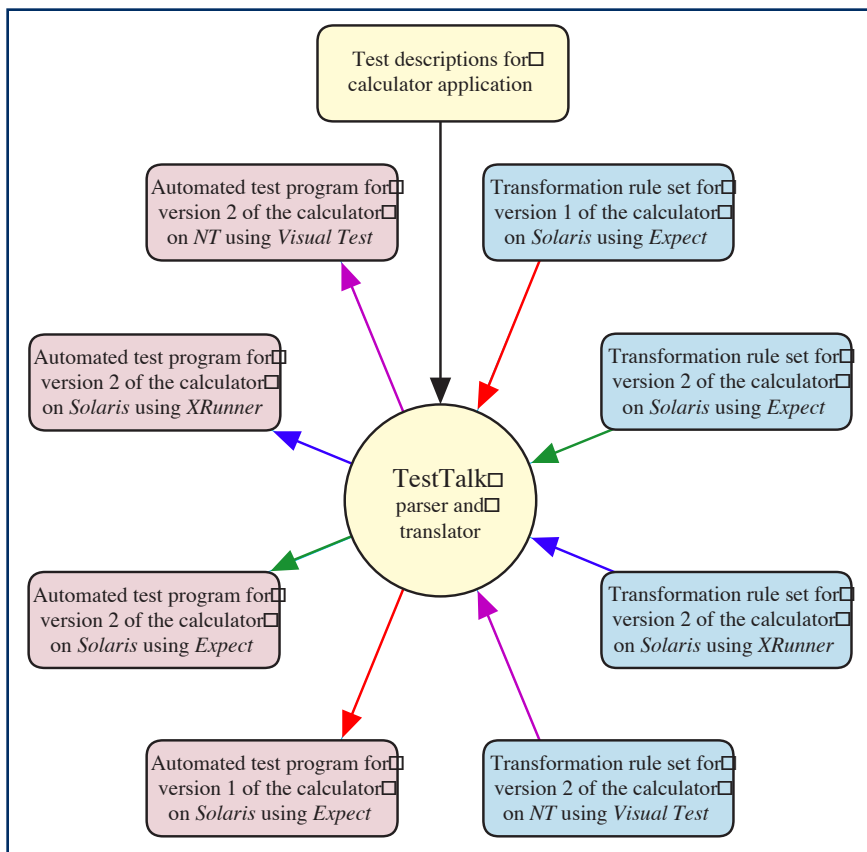 Test descriptions for
calculator application
Automated test program for
version 2 of the calculator
on NT using Visual Test
Transformation rule set for
version 1 of the calculator
on Solaris using Expect
Automated test program for
version 2 of the calculator
on Solaris using XRunner
Transformation rule set for
version 2 of the calculator
on Solaris using Expect
TestTalk
parser and
translator
Automated test program for
version 2 of the calculator
on Solaris using Expect
Transformation rule set for
version 2 of the calculator
on Solaris using XRunner
Automated test program for
version 1 of the calculator
on Solaris using Expect
Transformation rule set for
version 2 of the calculator
on NT using Visual Test